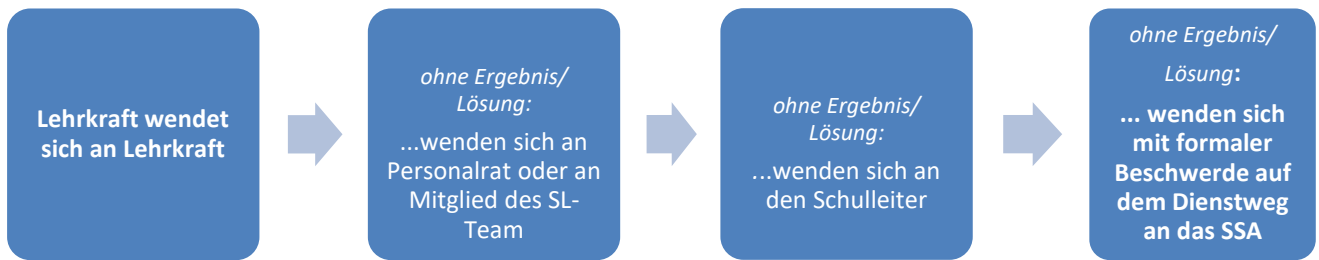 Lehrkraft wendet
sich an Lehrkraft
ohne Ergebnis/
Lösung:
...wenden sich an
Personalrat oder an
Mitglied des SL-
Team
ohne Ergebnis/
Lösung:
...wenden sich an
den Schulleiter
ohne Ergebnis/
Lösung:
... wenden sich
mit formaler
Beschwerde auf
dem Dienstweg
an das SSA